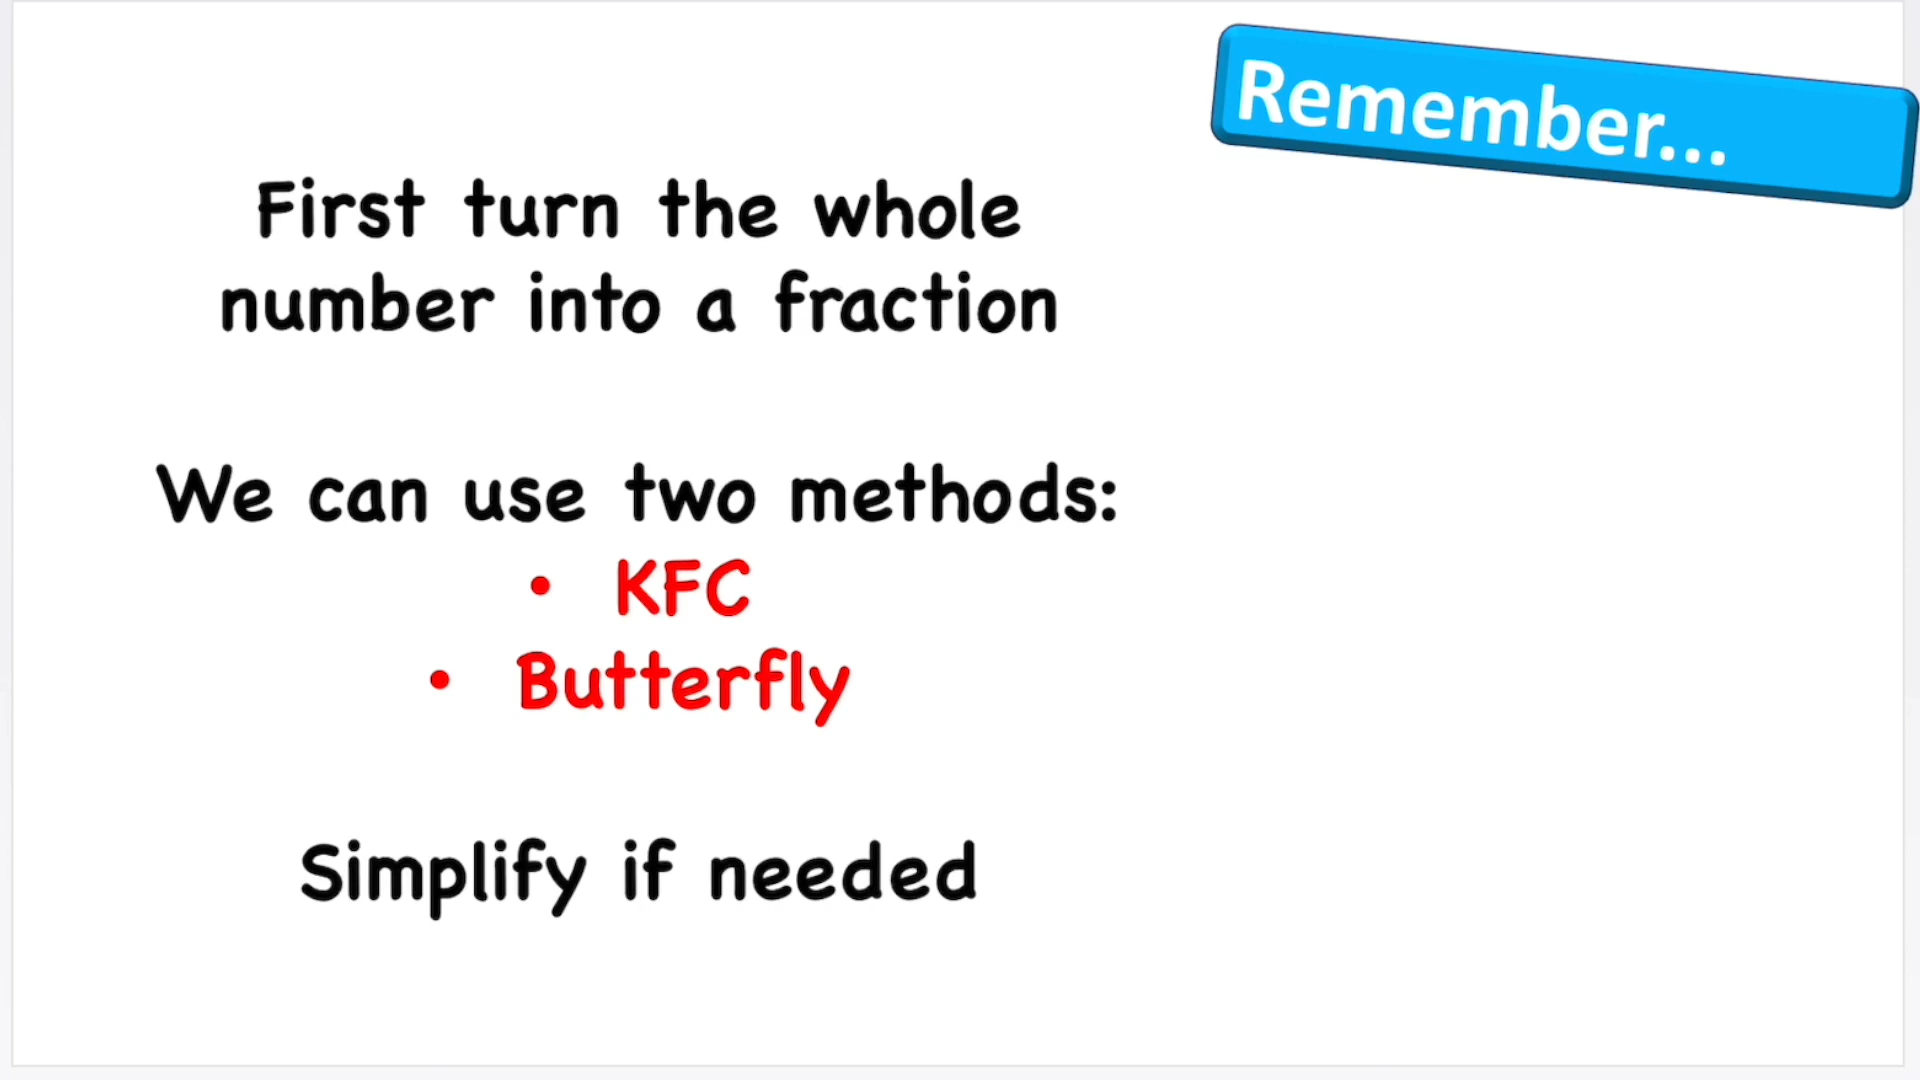 Remember...
First turn the whole
number into a fraction
We can use two methods:
• KFC
• Butterfly
Simplify if needed